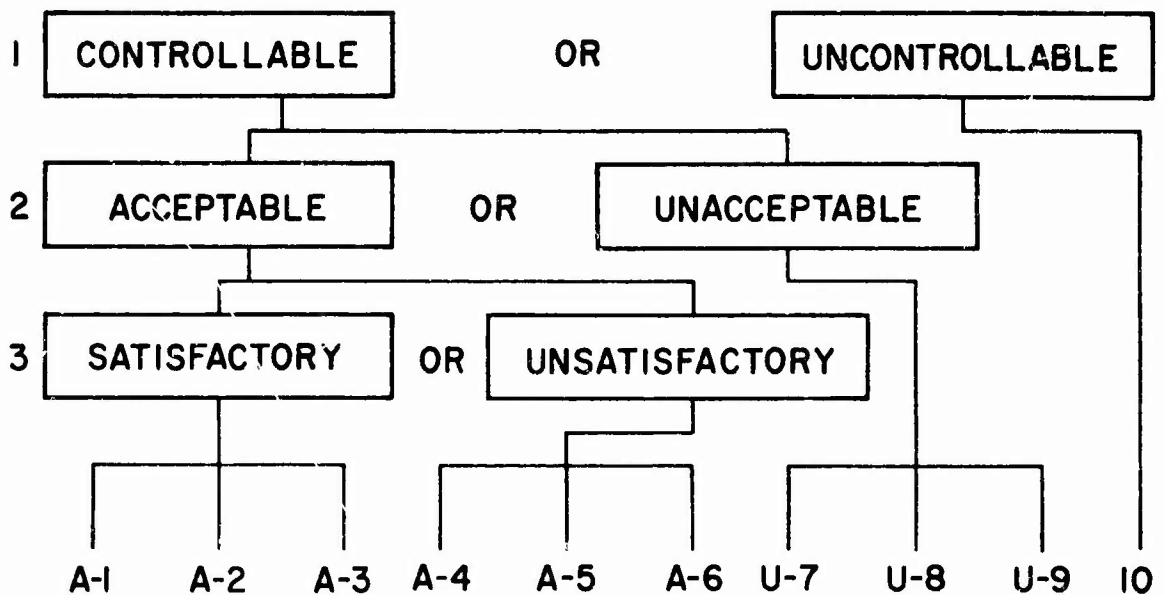 1 CONTROLLABLE OR UNCONTROLLABLE
2 ACCEPTABLE OR UNACCEPTABLE
3 SATISFACTORY OR UNSATISFACTORY
A-1 A-2 A-3 A-4 A-5 A-6 U-7 U-8 U-9 10